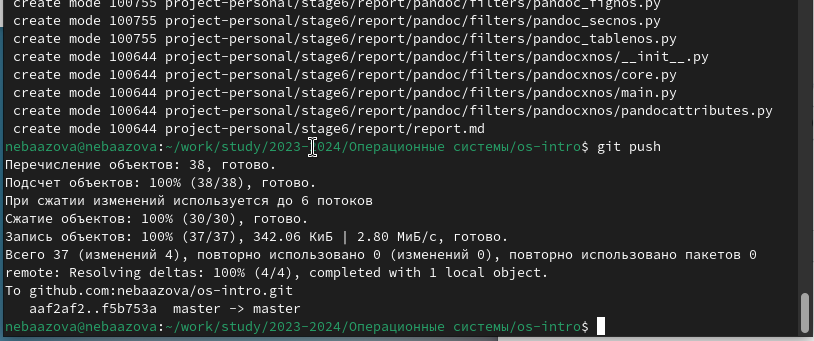 create mode 100755 project-personal/stage6/report/pandoc/filters/pandoc_fignos.py
create mode 100755 project-personal/stage6/report/pandoc/filters/pandoc_secnos.py
create mode 100755 project-personal/stage6/report/pandoc/filters/pandoc_tablenos.py
create mode 100644 project-personal/stage6/report/pandoc/filters/pandocxnos/__init__.py
create mode 100644 project-personal/stage6/report/pandoc/filters/pandocxnos/core.py
create mode 100644 project-personal/stage6/report/pandoc/filters/pandocxnos/main.py
create mode 100644 project-personal/stage6/report/pandoc/filters/pandocxnos/pandocattributes.py
create mode 100644 project-personal/stage6/report/report.md
nebaazova@nebaazova:~/work/study/2023-2024/Операционные системы/os-intro$ git push
Перечисление объектов: 38, готово.
Подсчет объектов: 100% (38/38), готово.
При сжатии изменений используется до 6 потоков
Сжатие объектов: 100% (30/30), готово.
Запись объектов: 100% (37/37), 342.06 КиБ | 2.80 МиБ/с, готово.
Всего 37 (изменений 4), повторно использовано 0 (изменений 0), повторно использовано пакетов 0
remote: Resolving deltas: 100% (4/4), completed with 1 local object.
To github.com:nebaazova/os-intro.git
aaf2af2..f5b753a  master -> master
nebaazova@nebaazova:~/work/study/2023-2024/Операционные системы/os-intro$